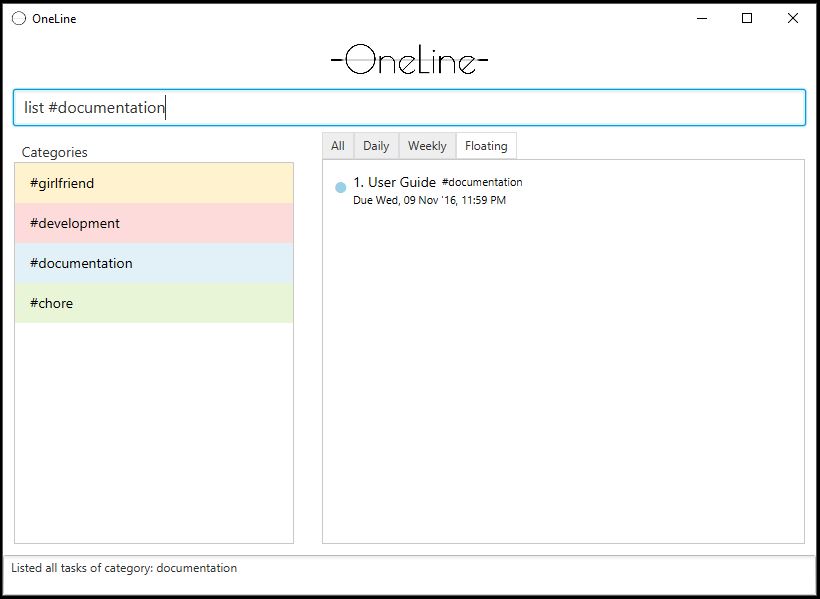 OneLine
-OneLine-
list #documentation
Categories
#girlfriend
#development
#documentation
#chore
All Daily Weekly Floating
1. User Guide #documentation
Due Wed, 09 Nov '16, 11:59 PM
Listed all tasks of category: documentation